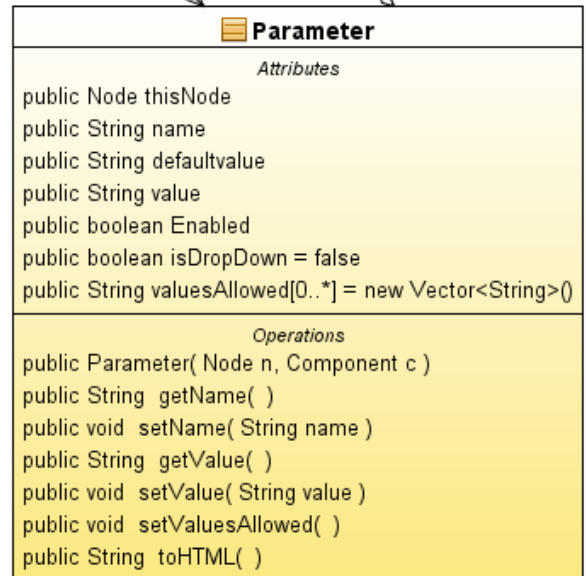 Parameter
Attributes
public Node thisNode
public String name
public String defaultvalue
public String value
public boolean Enabled
public boolean isDropDown = false
public String valuesAllowed[0..*] = new Vector<String>()
Operations
public Parameter( Node n, Component c )
public String  getName(  )
public void  setName( String name )
public String  getValue(  )
public void  setValue( String value )
public void  setValuesAllowed(  )
public String  toHTML(  )